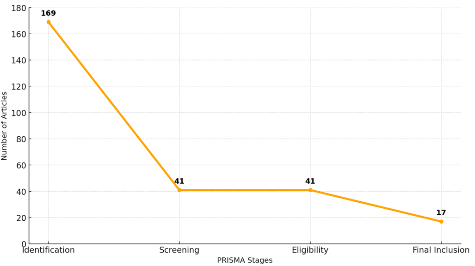 180
160
140
120
100
80
60
40
20
0
Number of Articles
169
41
41
17
Identification
Screening
Eligibility
Final Inclusion
PRISMA Stages